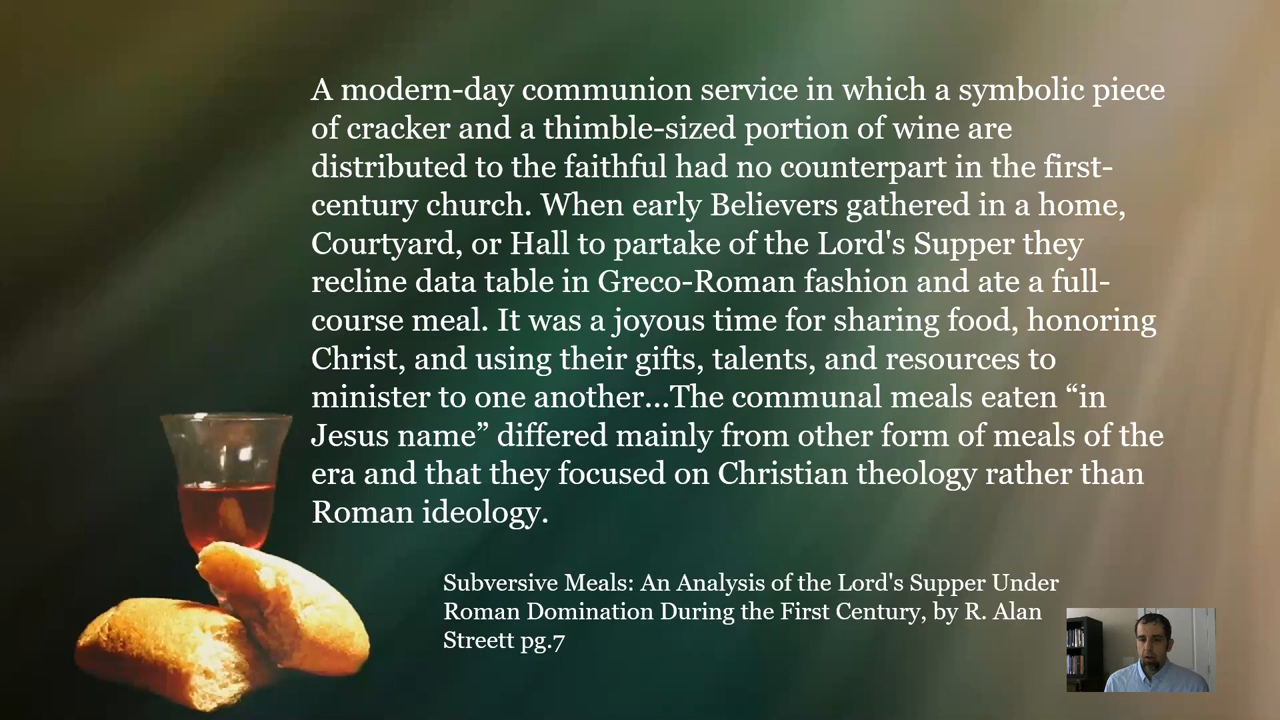 A modern-day communion service in which a symbolic piece
of cracker and a thimble-sized portion of wine are
distributed to the faithful had no counterpart in the first-
century church. When early Believers gathered in a home,
Courtyard, or Hall to partake of the Lord's Supper they
recline data table in Greco-Roman fashion and ate a full-
course meal. It was a joyous time for sharing food, honoring
Christ, and using their gifts, talents, and resources to
minister to one another...The communal meals eaten “in
Jesus name” differed mainly from other form of meals of the
era and that they focused on Christian theology rather than
Roman ideology.
Subversive Meals: An Analysis of the Lord's Supper Under
Roman Domination During the First Century, by R. Alan
Streett pg.7